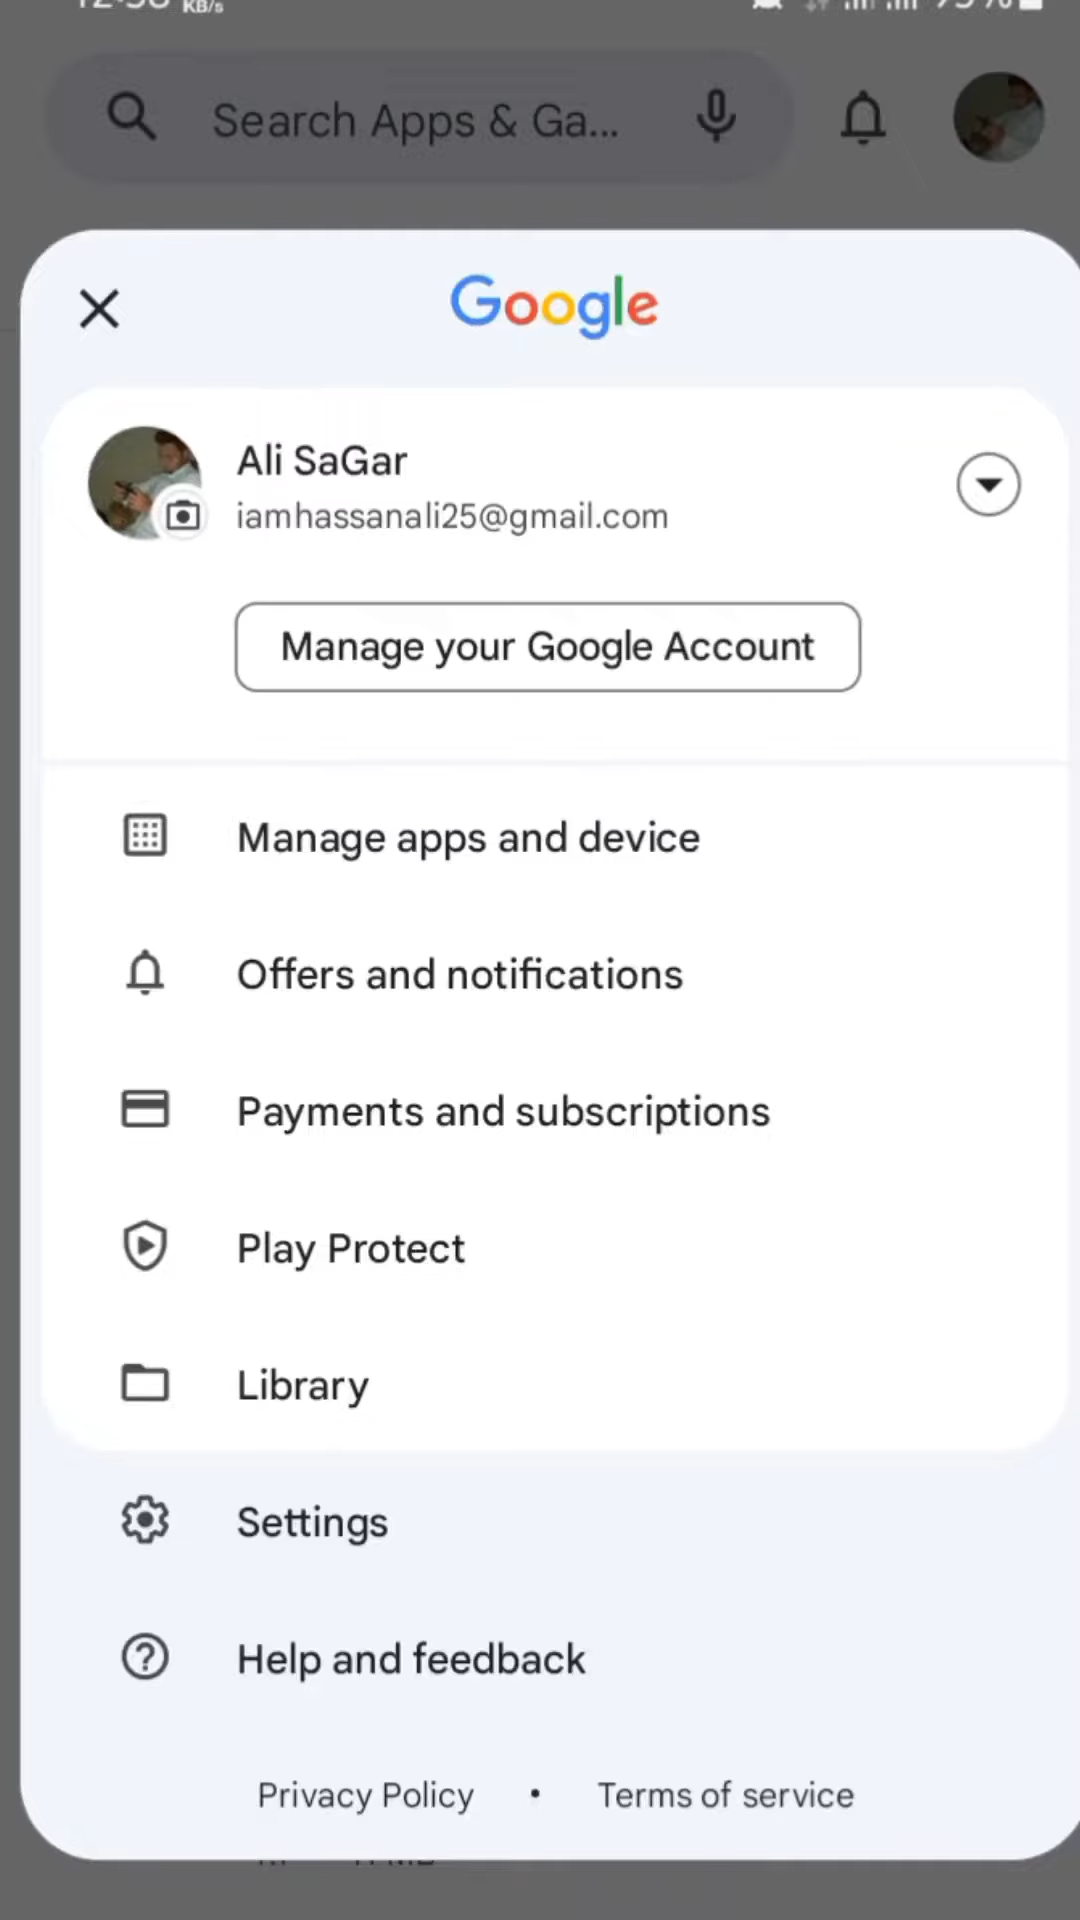 KB/s
Search Apps & Ga...
Google
Ali SaGar
iamhassanali25@gmail.com
Manage your Google Account
Manage apps and device
Offers and notifications
Payments and subscriptions
Play Protect
Library
Settings
Help and feedback
Privacy Policy • Terms of service